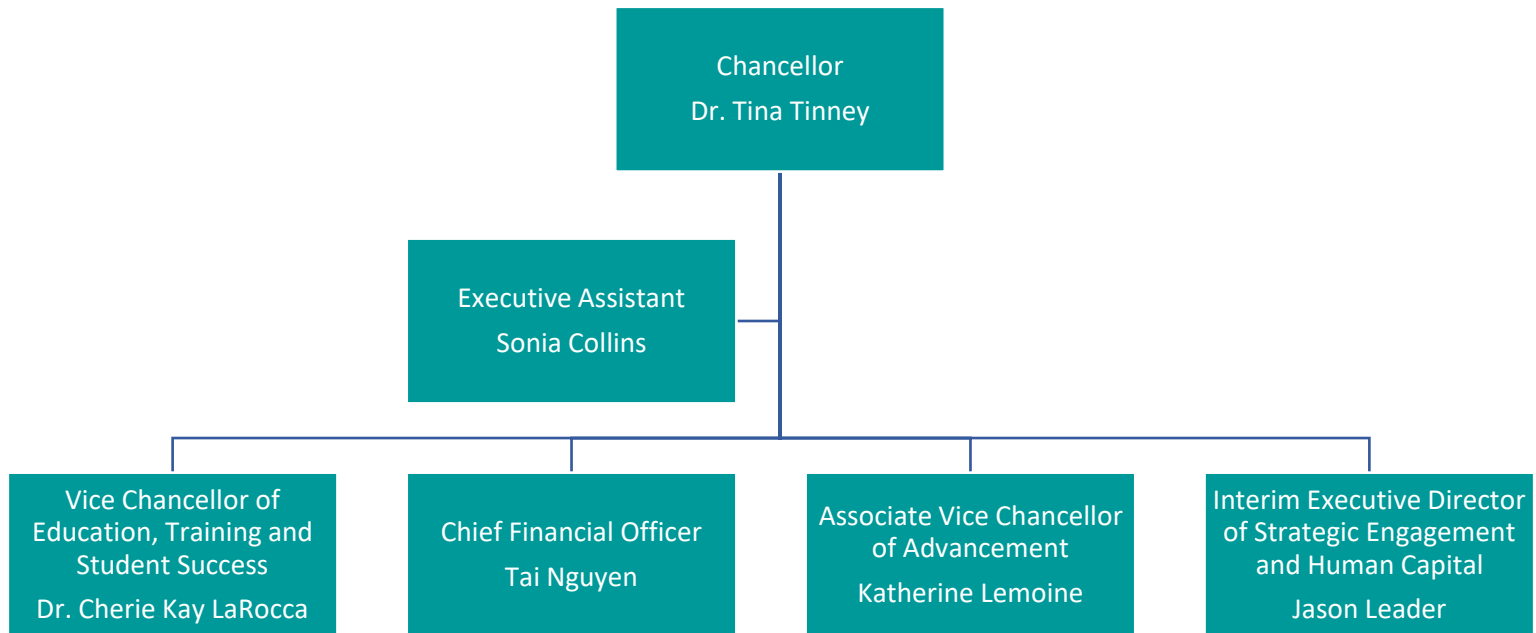 Chancellor
Dr. Tina Tinney
Executive Assistant
Sonia Collins
Vice Chancellor of
Education, Training and
Student Success
Dr. Cherie Kay LaRocca
Chief Financial Officer
Tai Nguyen
Associate Vice Chancellor
of Advancement
Katherine Lemoine
Interim Executive Director
of Strategic Engagement
and Human Capital
Jason Leader